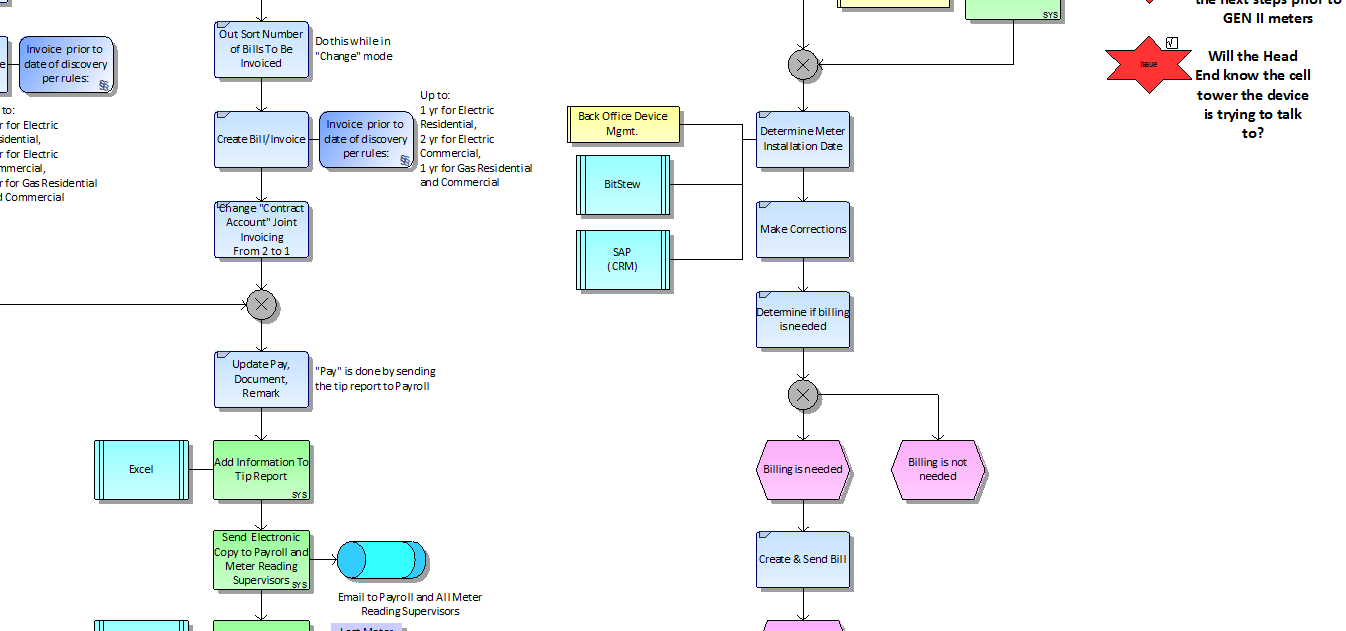 the next steps prior to
GEN II meters
SYS
Out Sort Number
of Bills To Be
Invoiced
Do this while in
"Change" mode
Invoice prior to
date of discovery
per rules:
§§
e
Issue
Will the Head
End know the cell
tower the device
is trying to talk
to?
to:
r for Electric
sidential,
r for Electric
mmercial,
r for Gas Residential
d Commercial
Create Bill/Invoice
Invoice prior to
date of discovery
per rules:
§§
Up to:
1 yr for Electric
Residential,
2 yr for Electric
Commercial,
1 yr for Gas Residential
and Commercial
Back Office Device
Mgmt.
Determine Meter
Installation Date
BitStew
Change "Contract
Account" Joint
Invoicing
From 2 to 1
Make Corrections
SAP
(CRM)
Determine if billing
is needed
Update Pay,
Document,
Remark
"Pay" is done by sending
the tip report to Payroll
Excel
Add Information To
Tip Report
SYS
Billing is needed
Billing is not
needed
Send Electronic
Copy to Payroll and
Meter Reading
Supervisors
SYS
Create & Send Bill
Email to Payroll and All Meter
Reading Supervisors